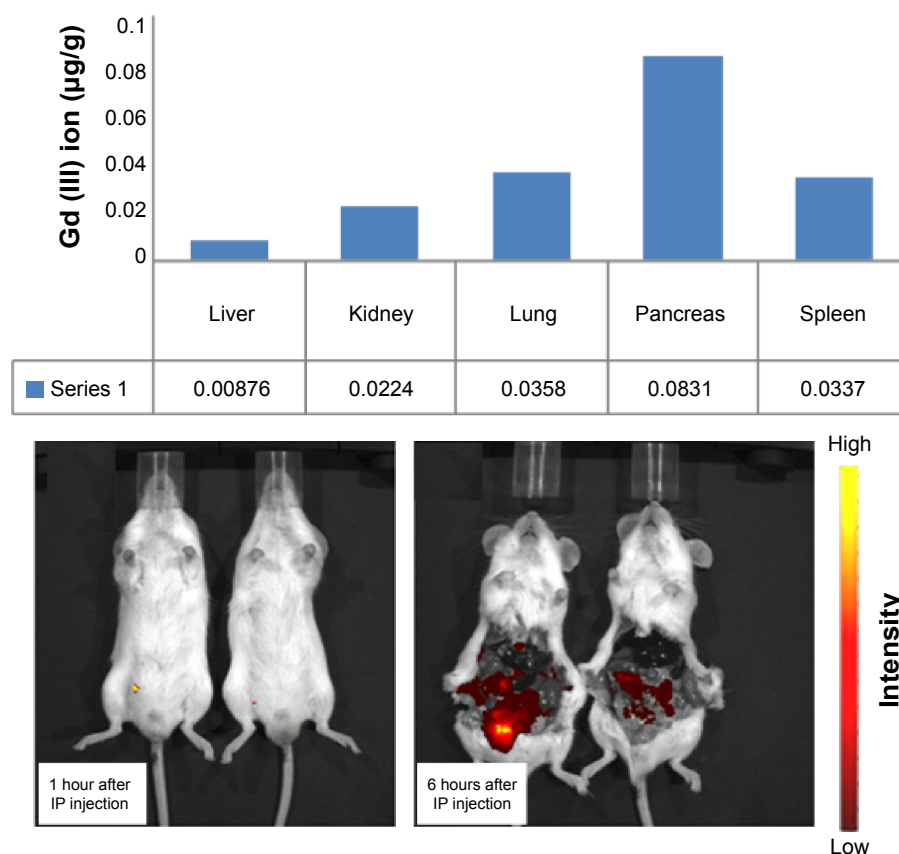 Gd (III) ion (µg/g)
0.1
0.08
0.06
0.04
0.02
0
Liver Kidney Lung Pancreas Spleen
Series 1 0.00876 0.0224 0.0358 0.0831 0.0337
1 hour after
IP injection
6 hours after
IP injection
High
Intensity
Low